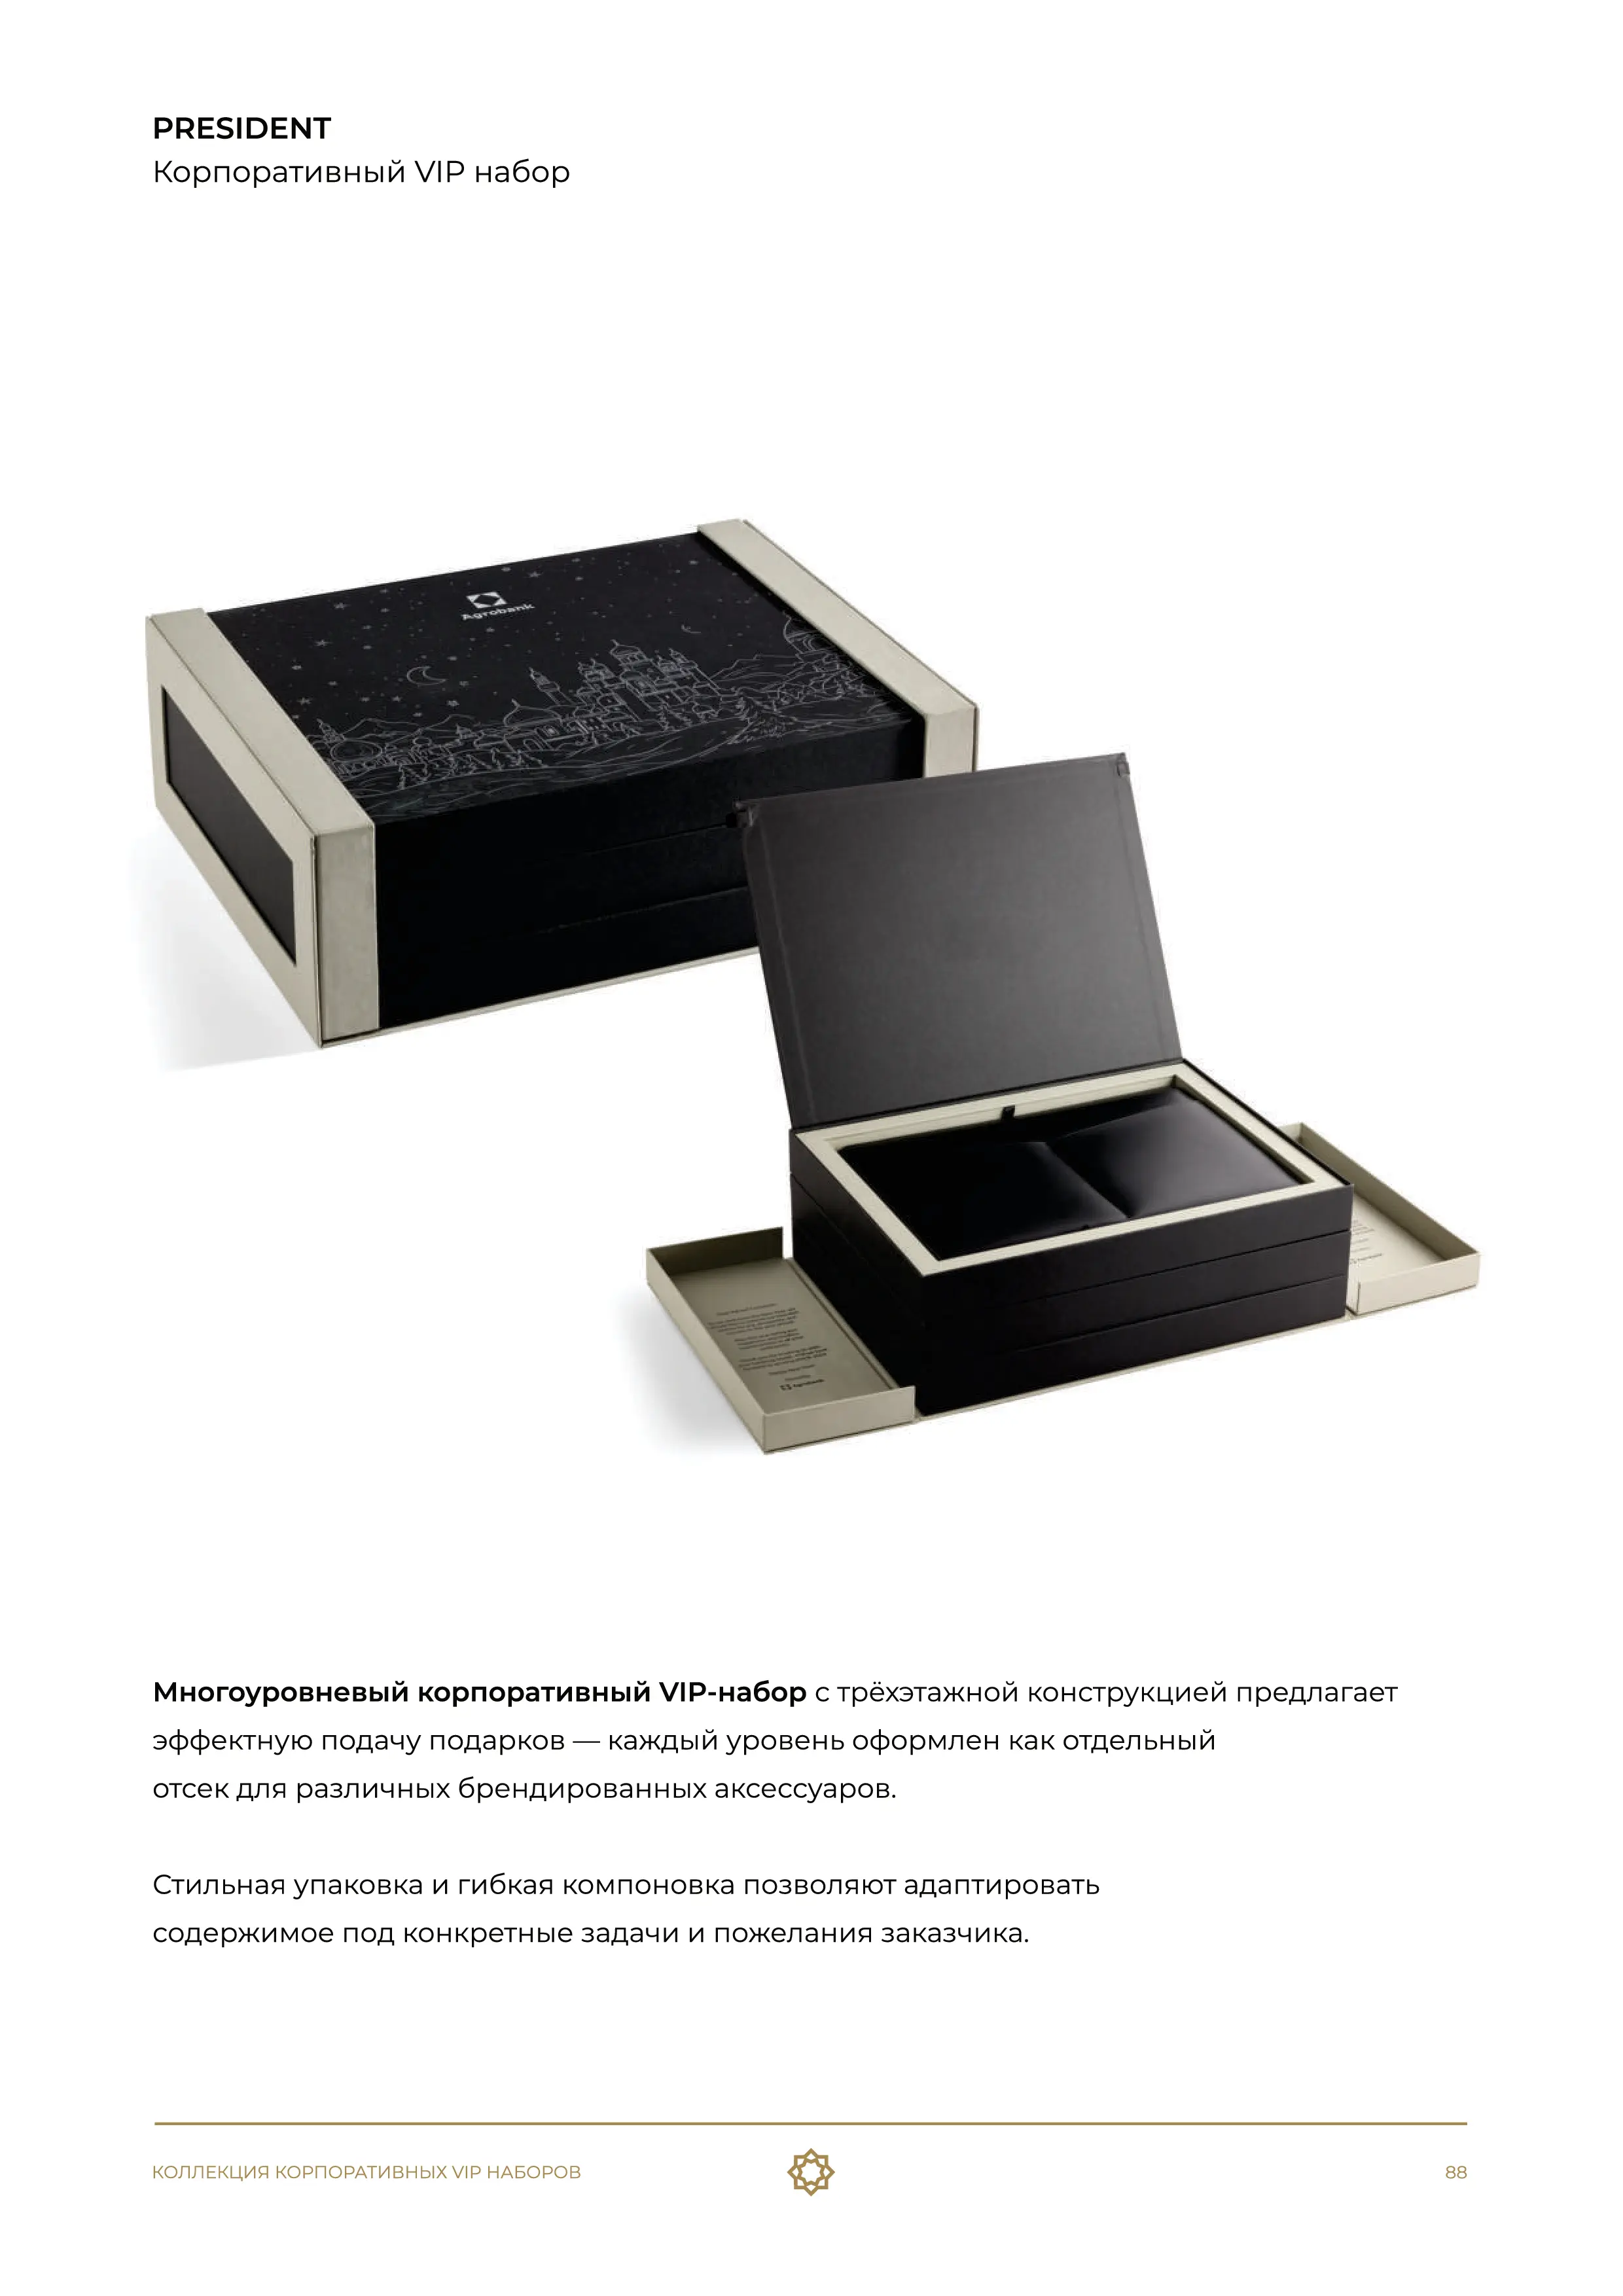 PRESIDENT
Корпоративный VIP набор
Agrobank
Agrobank
Многоуровневый корпоративный VIP-набор с трёхэтажной конструкцией предлагает
эффектную подачу подарков — каждый уровень оформлен как отдельный
отсек для различных брендированных аксессуаров.
Стильная упаковка и гибкая компоновка позволяют адаптировать
содержимое под конкретные задачи и пожелания заказчика.
КОЛЛЕКЦИЯ КОРПОРАТИВНЫХ VIP НАБОРОВ
88